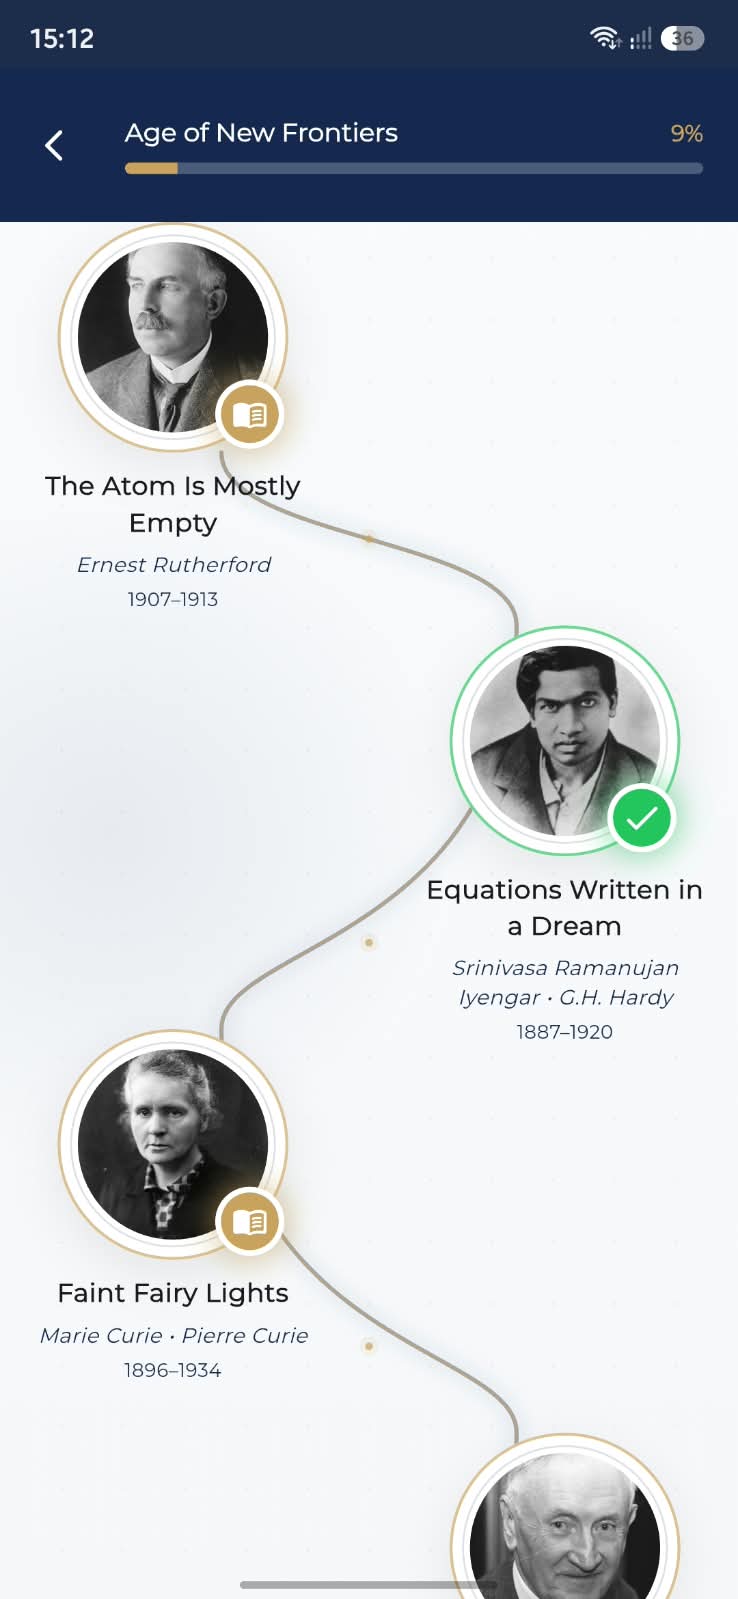 15:12
36
Age of New Frontiers
9%
The Atom Is Mostly
Empty
Ernest Rutherford
1907–1913
Equations Written in
a Dream
Srinivasa Ramanujan
Iyengar • G.H. Hardy
1887–1920
Faint Fairy Lights
Marie Curie • Pierre Curie
1896–1934